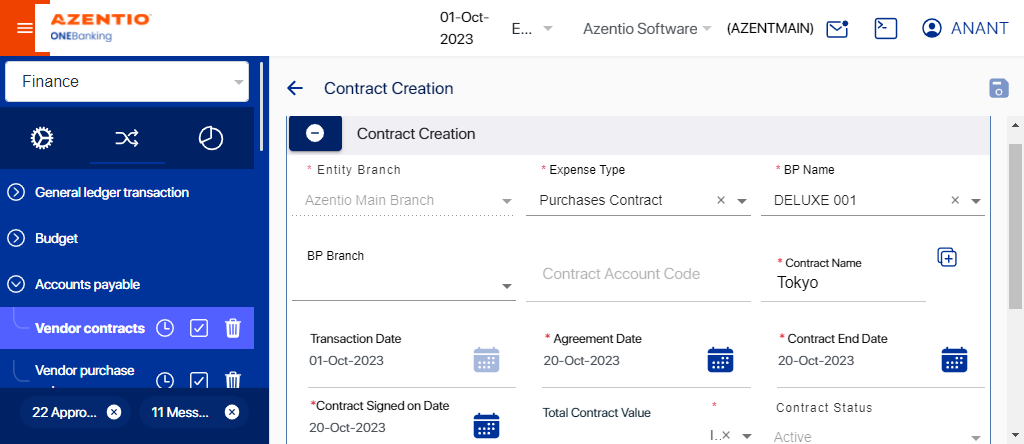 AZENTIO
ONEBanking
01-Oct-
2023
E...
Azentio Software
(AZENTMAIN)
ANANT
Finance
Contract Creation
Contract Creation
* Entity Branch
* Expense Type
* BP Name
Azentio Main Branch
Purchases Contract
×
DELUXE 001
×
General ledger transaction
Budget
BP Branch
Contract Account Code
* Contract Name
Tokyo
Accounts payable
Vendor contracts
Transaction Date
* Agreement Date
* Contract End Date
01-Oct-2023
20-Oct-2023
20-Oct-2023
Vendor purchase
22 Appro...
11 Mess...
*Contract Signed on Date
Total Contract Value
*
Contract Status
20-Oct-2023
I..×
Active